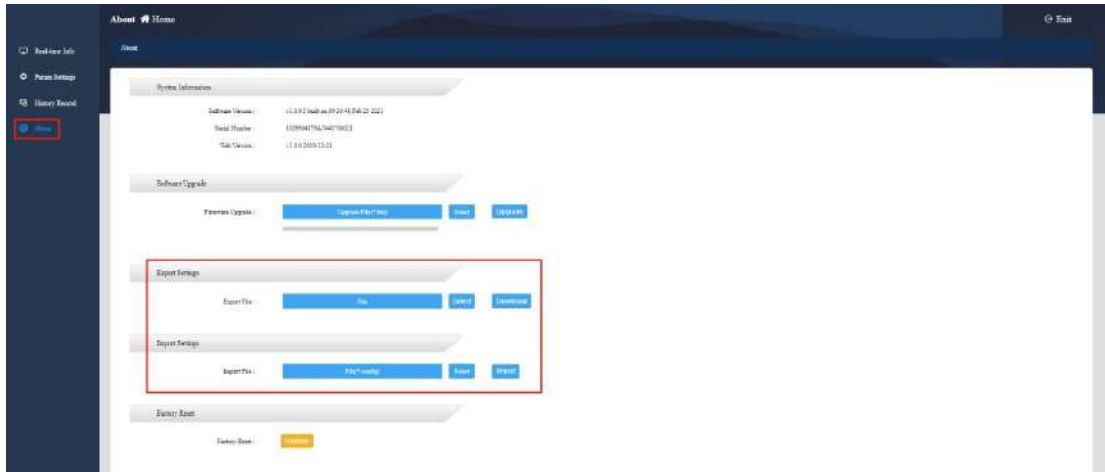 About Home
Exit
Real-time Info
About
Param Settings
History Record
About
System Information
Software Version :
Serial Number :
Web Version :
Software Upgrade
Firmware Upgrade :
Select
Upgrade
Export Settings
Export File :
File
Select
Download
Import Settings
Import File :
Select
Import
Factory Reset
Factory Reset :